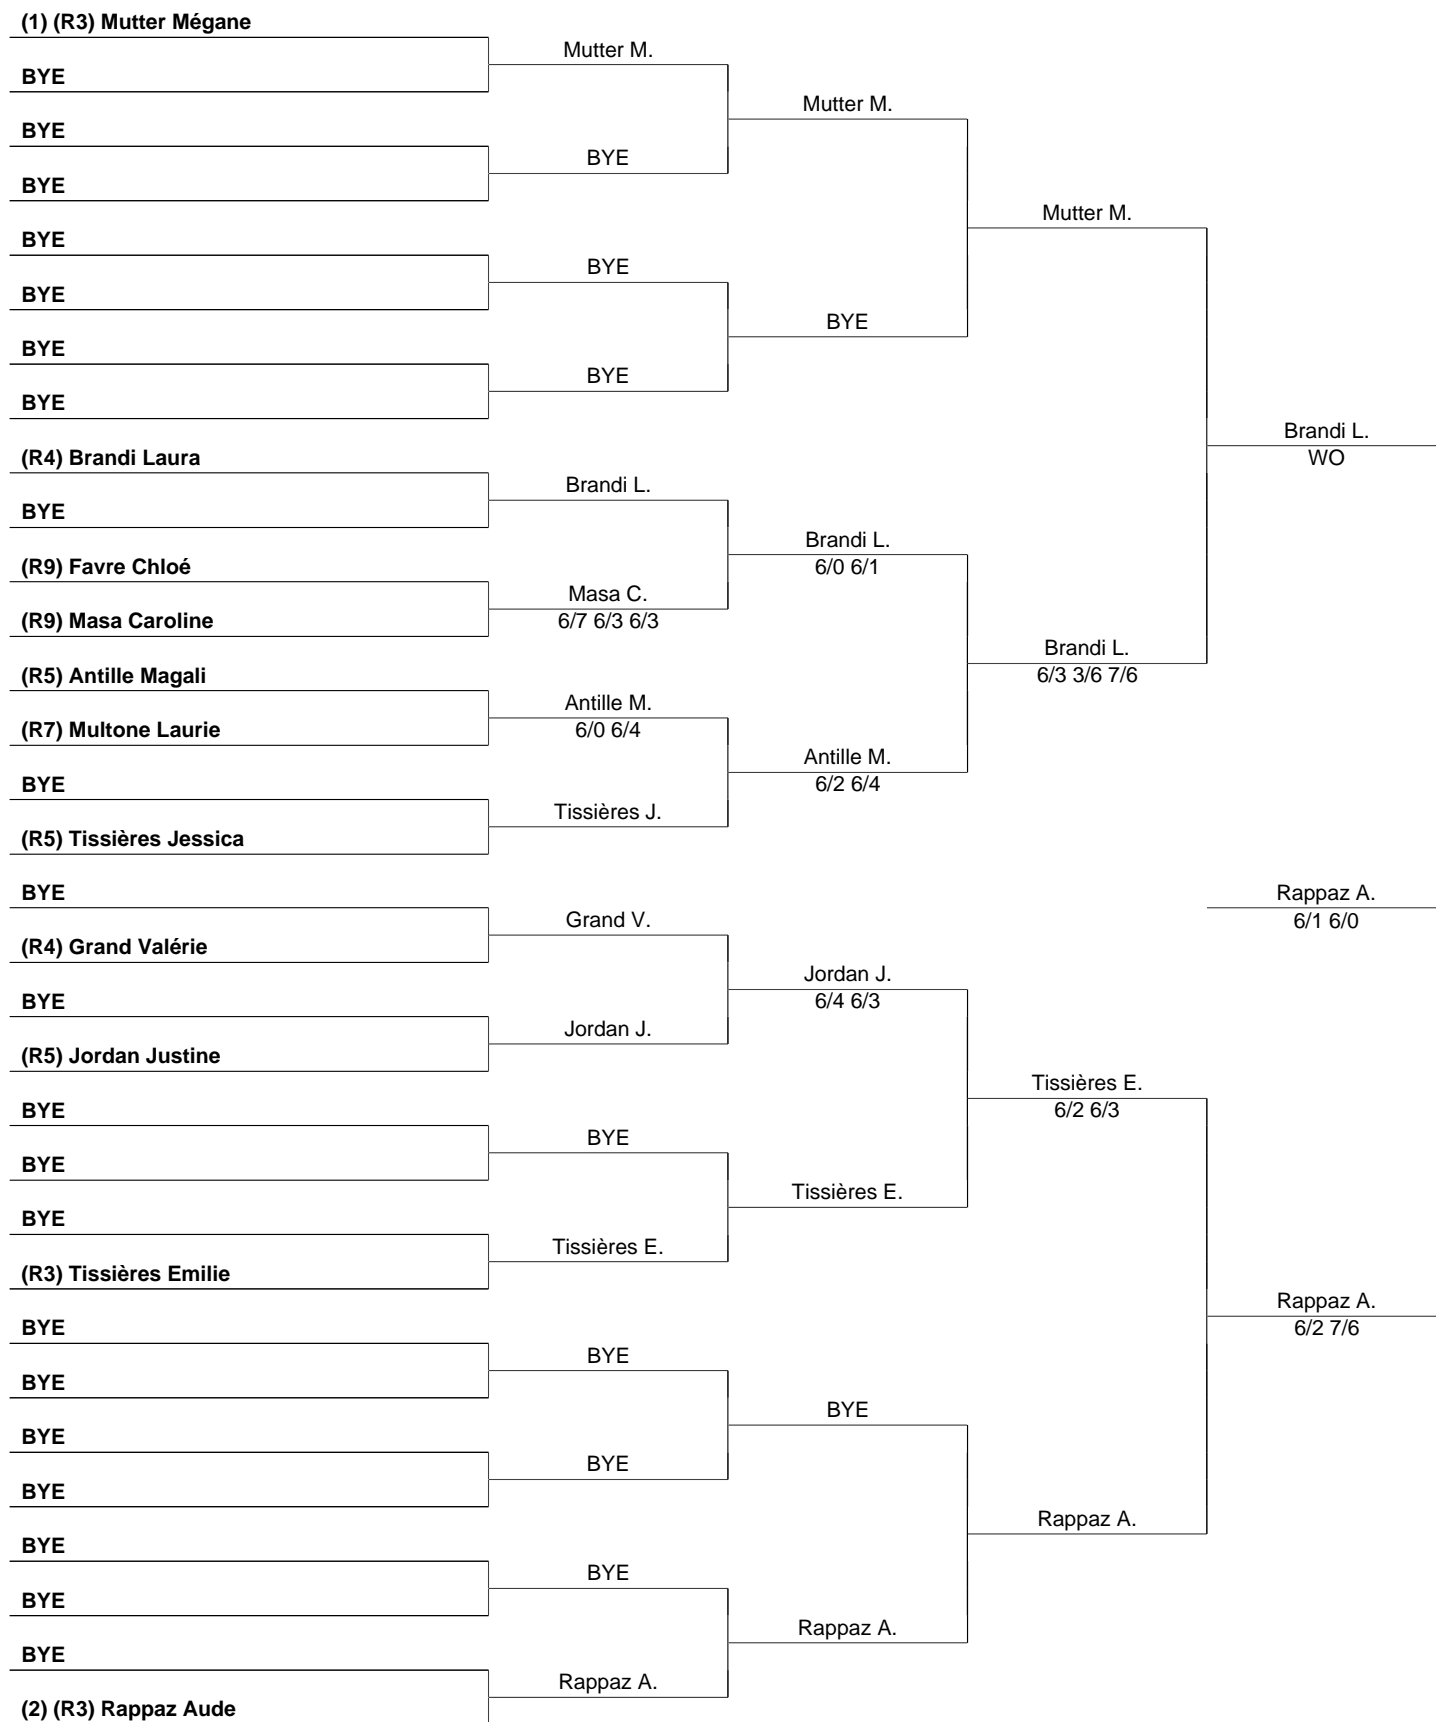 (1) (R3) Mutter Mégane
Mutter M.
BYE
Mutter M.
BYE
BYE
BYE
Mutter M.
BYE
BYE
BYE
BYE
BYE
BYE
BYE
Brandi L.
WO
(R4) Brandi Laura
Brandi L.
BYE
Brandi L.
6/0 6/1
(R9) Favre Chloé
Masa C.
6/7 6/3 6/3
(R9) Masa Caroline
Brandi L.
6/3 3/6 7/6
(R5) Antille Magali
Antille M.
6/0 6/4
(R7) Multone Laurie
Antille M.
6/2 6/4
BYE
Tissières J.
(R5) Tissières Jessica
BYE
Rappaz A.
6/1 6/0
Grand V.
(R4) Grand Valérie
Jordan J.
6/4 6/3
BYE
Jordan J.
(R5) Jordan Justine
Tissières E.
6/2 6/3
BYE
BYE
BYE
Tissières E.
BYE
Tissières E.
(R3) Tissières Emilie
Rappaz A.
6/2 7/6
BYE
BYE
BYE
BYE
BYE
BYE
BYE
Rappaz A.
BYE
BYE
BYE
Rappaz A.
BYE
Rappaz A.
(2) (R3) Rappaz Aude